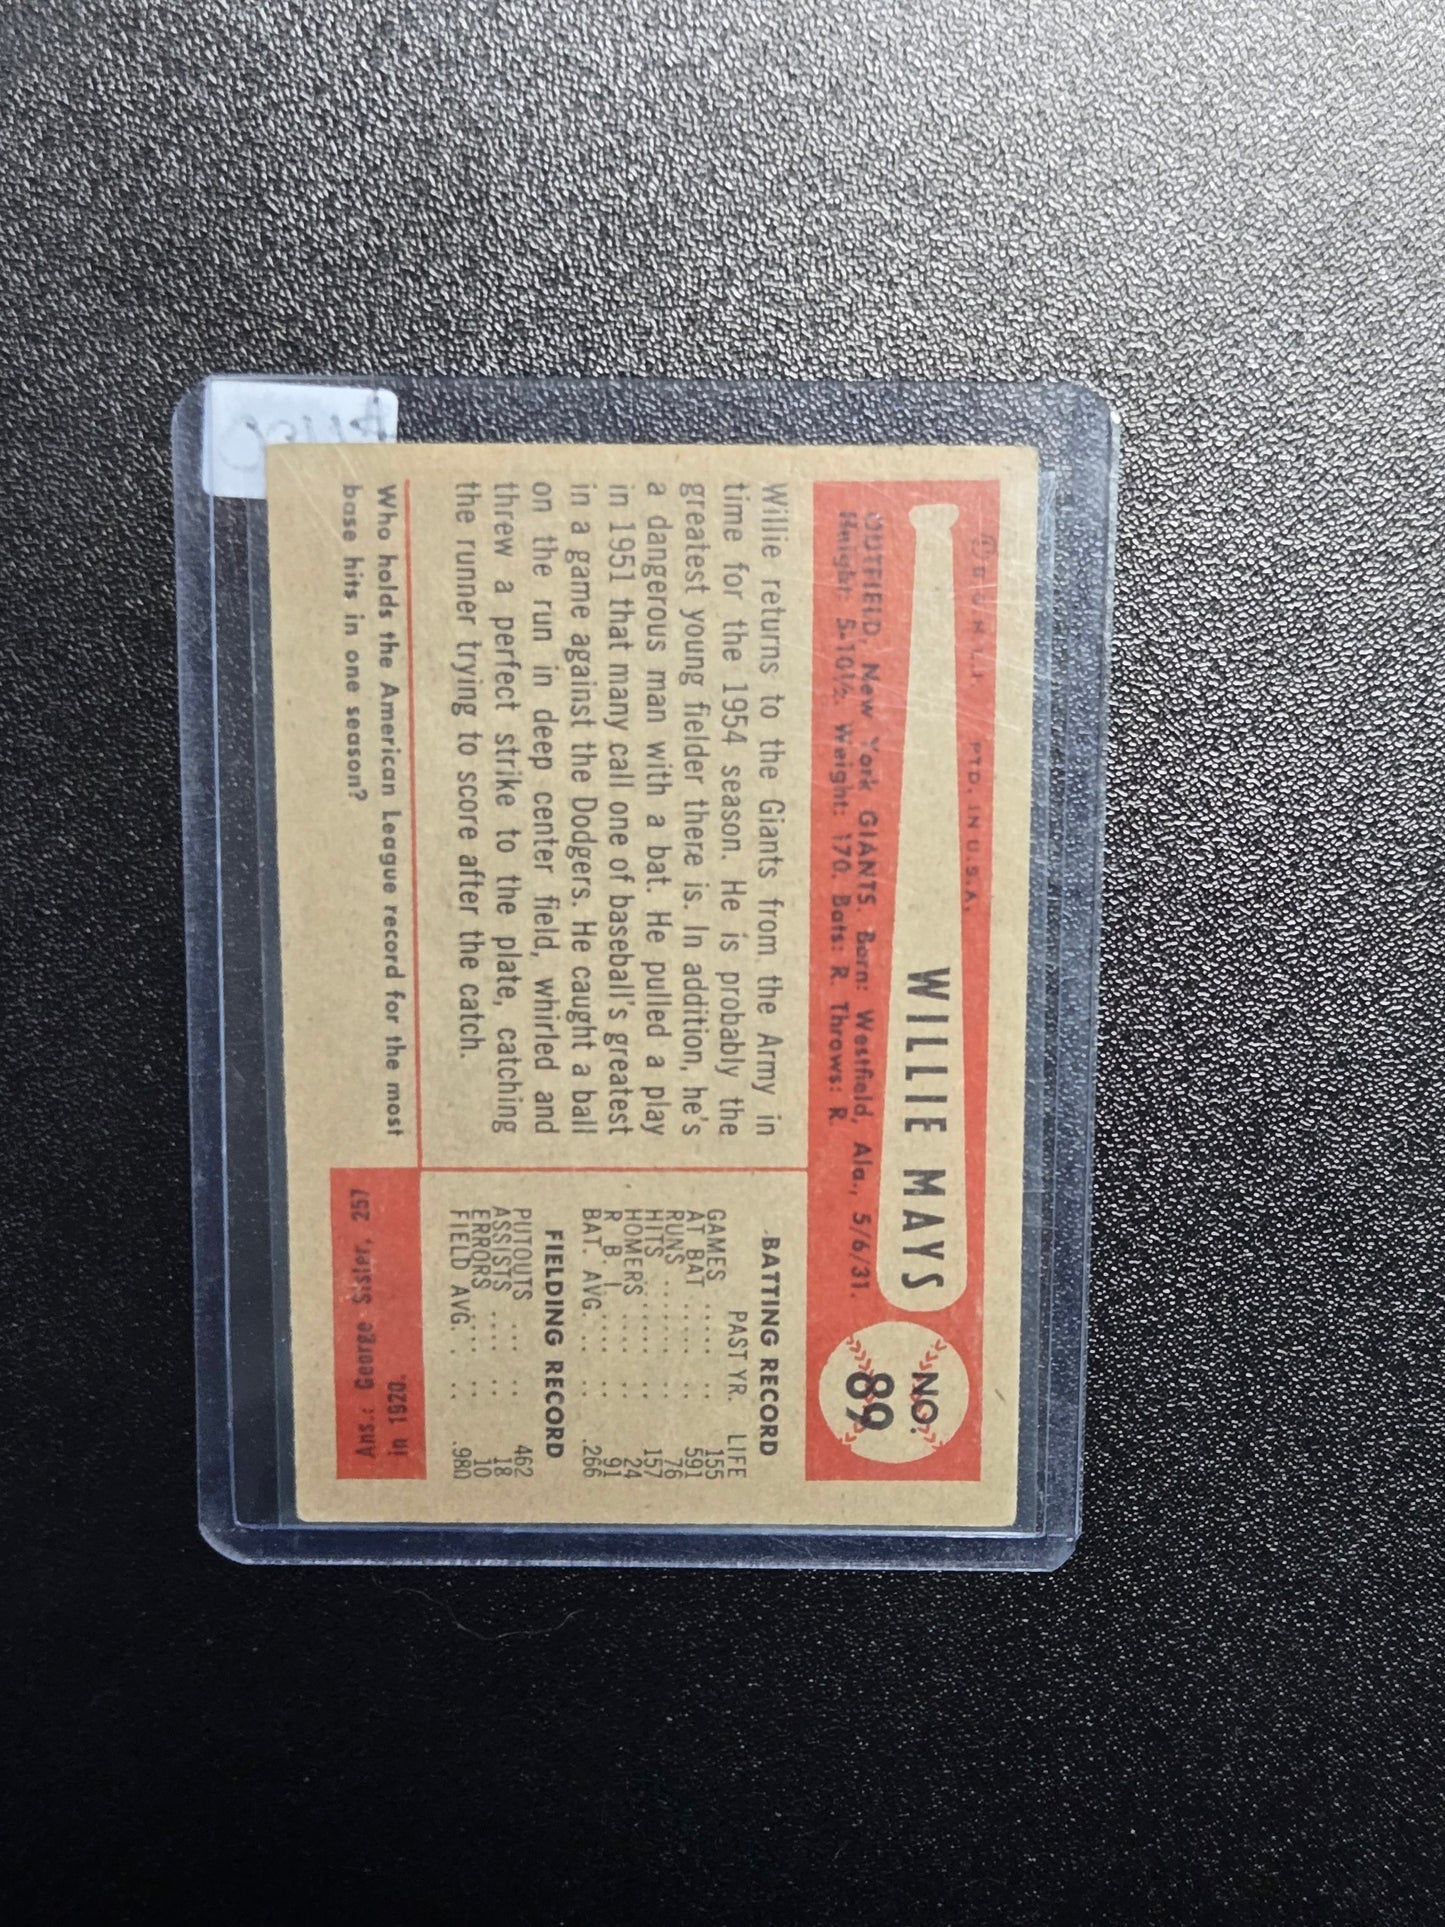 B.G.H.L.I. PTD. IN U.S.A.
WILLIE MAYS
NO.
89
OUTFIELD, New York GIANTS. Born: Westfield, Ala., 5/6/31.
Height: 5-10½. Weight: 170. Bats: R. Throws: R.
Willie returns to the Giants from the Army in
time for the 1954 season. He is probably the
greatest young fielder there is. In addition, he's
a dangerous man with a bat. He pulled a play
in 1951 that many call one of baseball's greatest
in a game against the Dodgers. He caught a ball
on the run in deep center field, whirled and
threw a perfect strike to the plate, catching
the runner trying to score after the catch.
BATTING RECORD
PAST YR. LIFE
GAMES .... .. 155
AT BAT .... .. 591
RUNS ...... .. 76
HITS ..... .. 157
HOMERS .... .. 24
R. B. I. .... .. 91
BAT. AVG. .. .. .266
FIELDING RECORD
PUTOUTS ... .. 462
ASSISTS .... .. 18
ERRORS ... .. 10
FIELD AVG. . .. .980
Who holds the American League record for the most
base hits in one season?
Ans.: George Sisler, 257
in 1920.